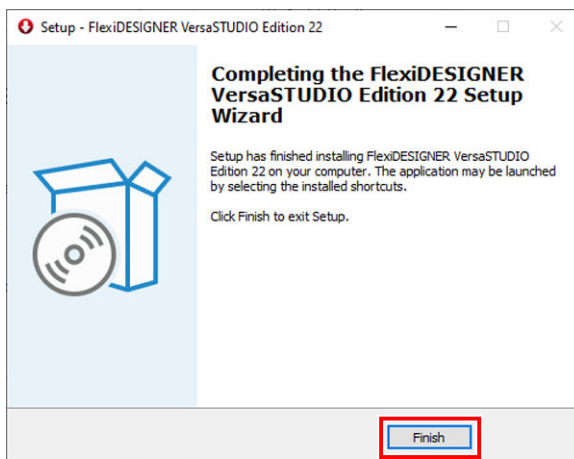 Setup - FlexiDESIGNER VersaSTUDIO Edition 22
Completing the FlexiDESIGNER
VersaSTUDIO Edition 22 Setup
Wizard
Setup has finished installing FlexiDESIGNER VersaSTUDIO
Edition 22 on your computer. The application may be launched
by selecting the installed shortcuts.
Click Finish to exit Setup.
Finish